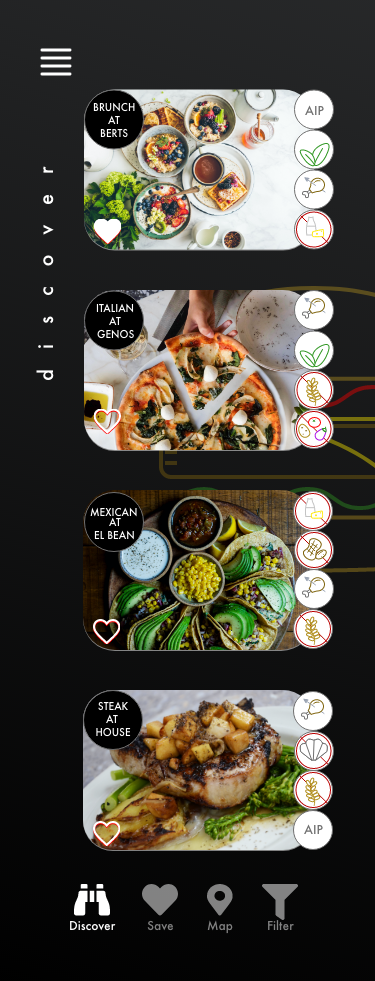 discover
BRUNCH
AT
BERTS
AIP
ITALIAN
AT
GENOS
MEXICAN
AT
EL BEAN
STEAK
AT
HOUSE
AIP
Discover
Save
Map
Filter